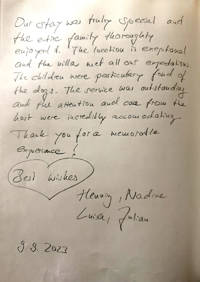 Our stay was truly special and
the entire family thoroughly
enjoyed it. The location is exceptional
and the villa met all our expectations.
The children were particulary fond of
the dogs. The service was outstanding
and the attention and care from the
host were incredibly accomodating.
Thank you for a memorable
experience!
Best Wishes
Henning, Nadine
Luisa, Julian
9.9.2023